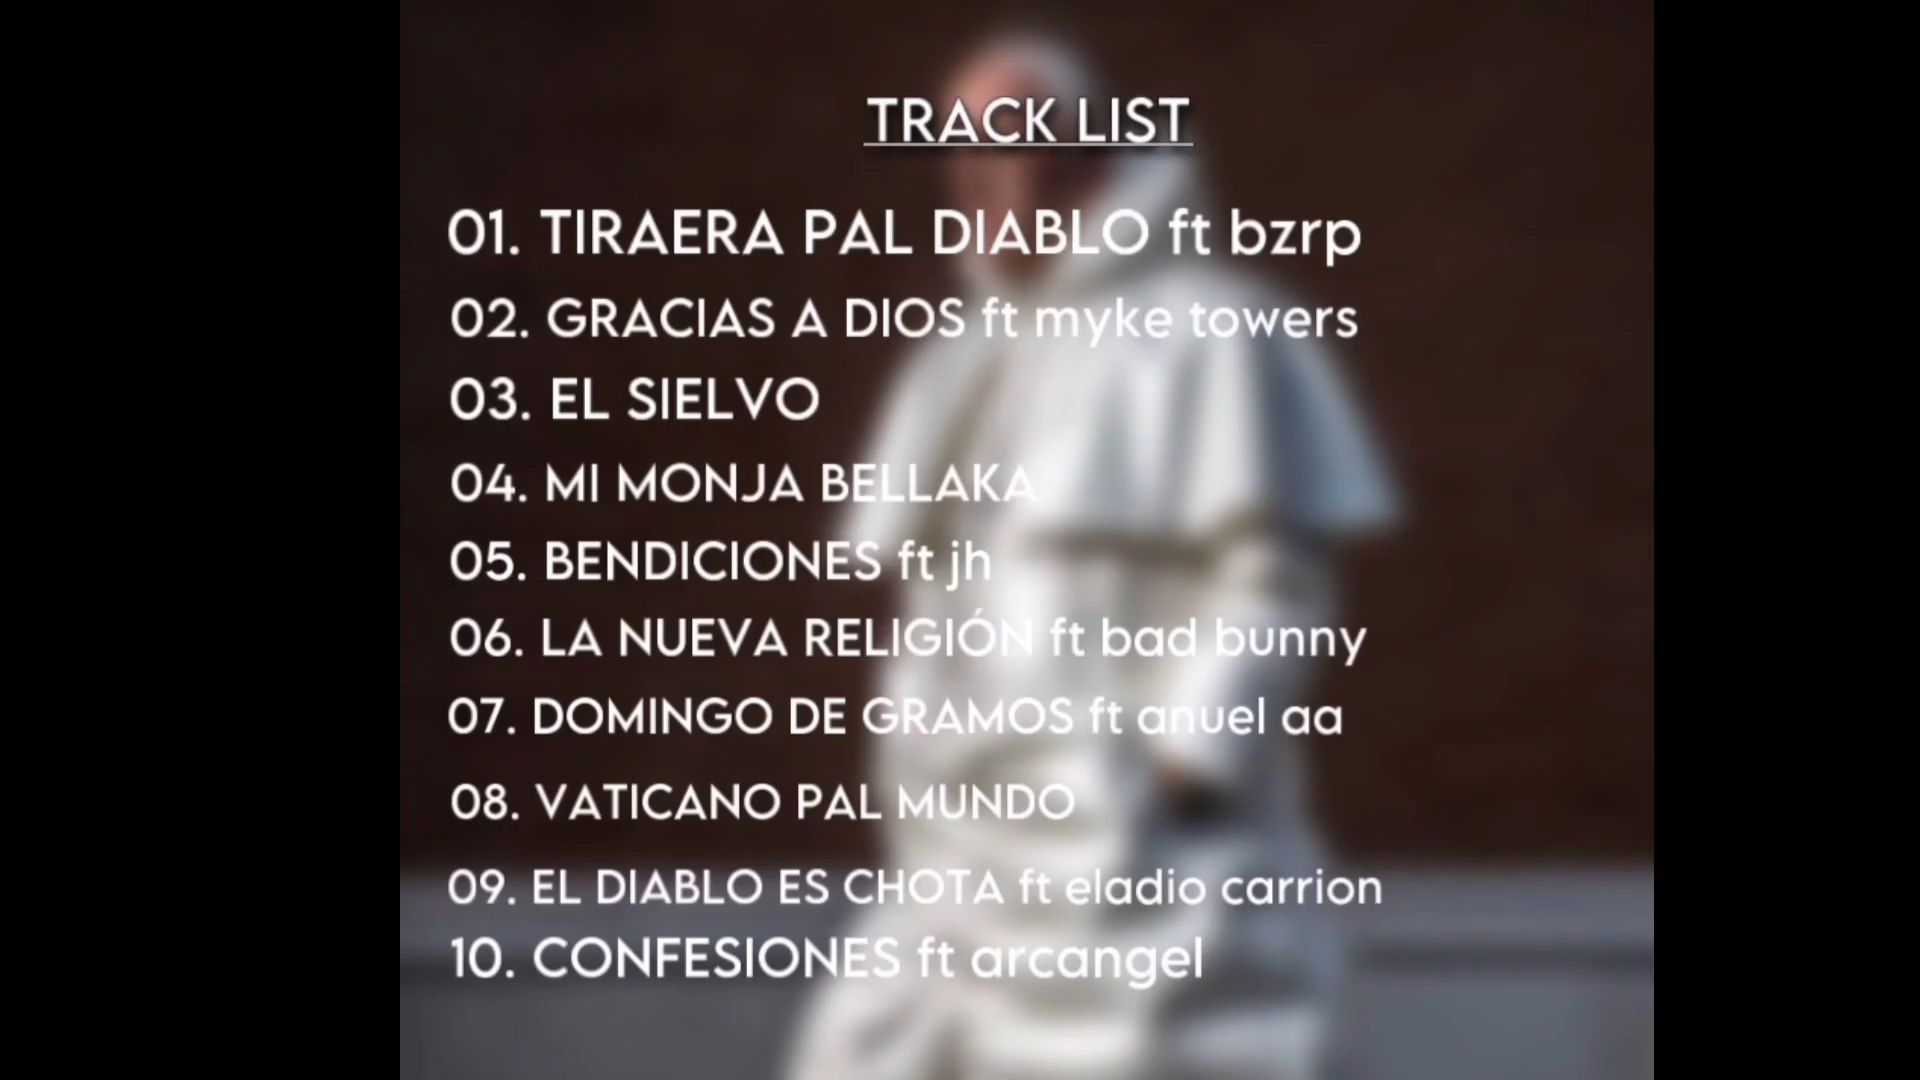 TRACK LIST
01. TIRAERA PAL DIABLO ft bzrp
02. GRACIAS A DIOS ft myke towers
03. EL SIELVO
04. MI MONJA BELLAKA
05. BENDICIONES ft jh
06. LA NUEVA RELIGIÓN ft bad bunny
07. DOMINGO DE GRAMOS ft anuel aa
08. VATICANO PAL MUNDO
09. EL DIABLO ES CHOTA ft eladio carrion
10. CONFESIONES ft arcangel